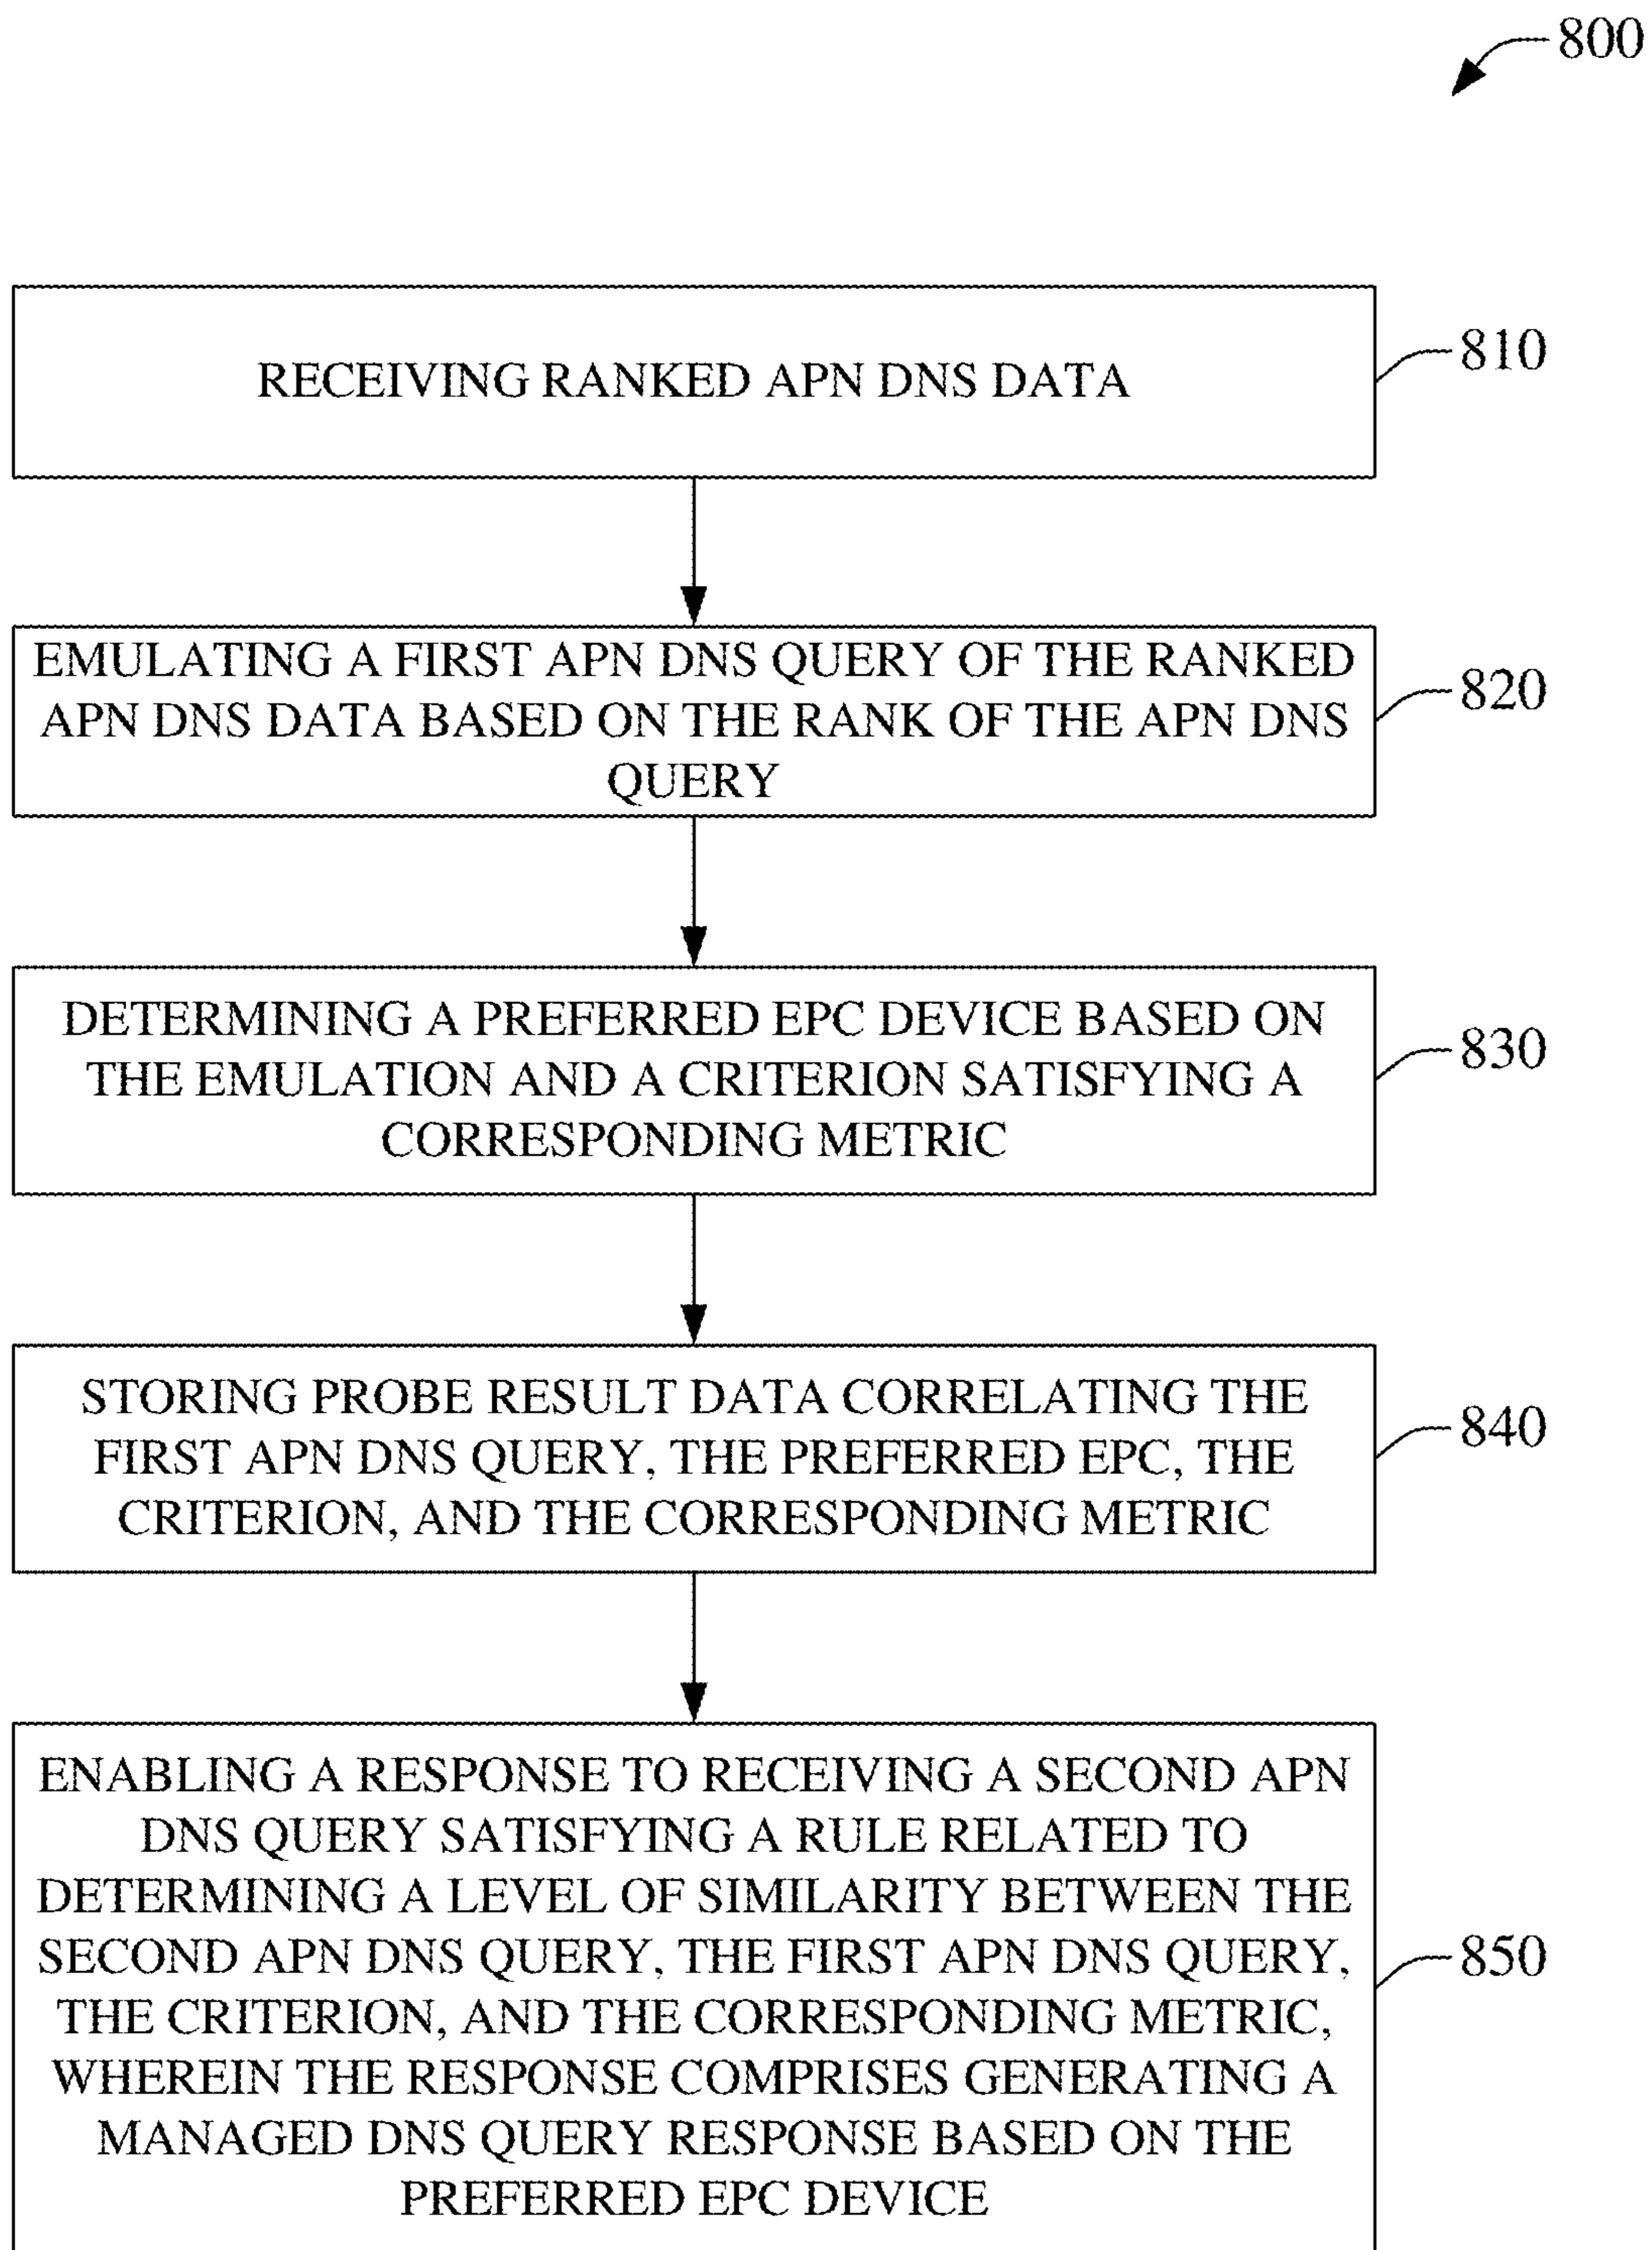 800
RECEIVING RANKED APN DNS DATA
810
EMULATING A FIRST APN DNS QUERY OF THE RANKED
APN DNS DATA BASED ON THE RANK OF THE APN DNS
QUERY
820
DETERMINING A PREFERRED EPC DEVICE BASED ON
THE EMULATION AND A CRITERION SATISFYING A
CORRESPONDING METRIC
830
STORING PROBE RESULT DATA CORRELATING THE
FIRST APN DNS QUERY, THE PREFERRED EPC, THE
CRITERION, AND THE CORRESPONDING METRIC
840
ENABLING A RESPONSE TO RECEIVING A SECOND APN
DNS QUERY SATISFYING A RULE RELATED TO
DETERMINING A LEVEL OF SIMILARITY BETWEEN THE
SECOND APN DNS QUERY, THE FIRST APN DNS QUERY,
THE CRITERION, AND THE CORRESPONDING METRIC,
WHEREIN THE RESPONSE COMPRISES GENERATING A
MANAGED DNS QUERY RESPONSE BASED ON THE
PREFERRED EPC DEVICE
850